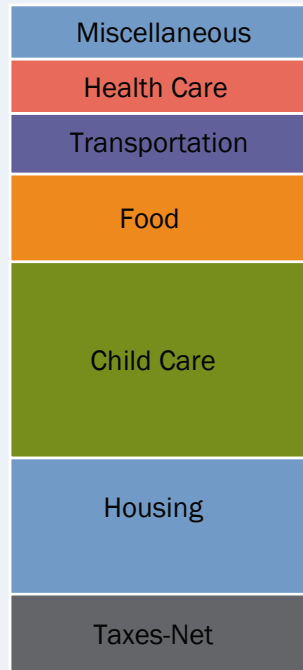 Miscellaneous
Health Care
Transportation
Food
Child Care
Housing
Taxes-Net